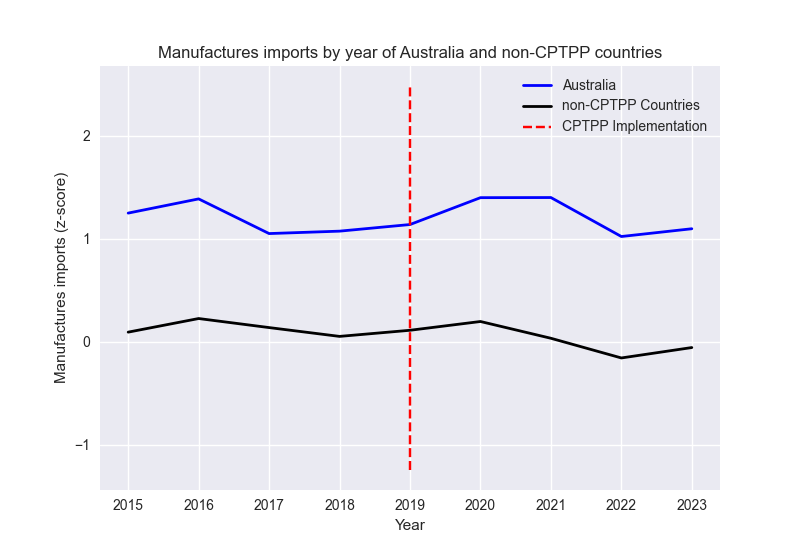 Manufactures imports by year of Australia and non-CPTPP countries
Australia
non-CPTPP Countries
CPTPP Implementation
Manufactures imports (z-score)
2
1
0
−1
2015 2016 2017 2018 2019 2020 2021 2022 2023
Year